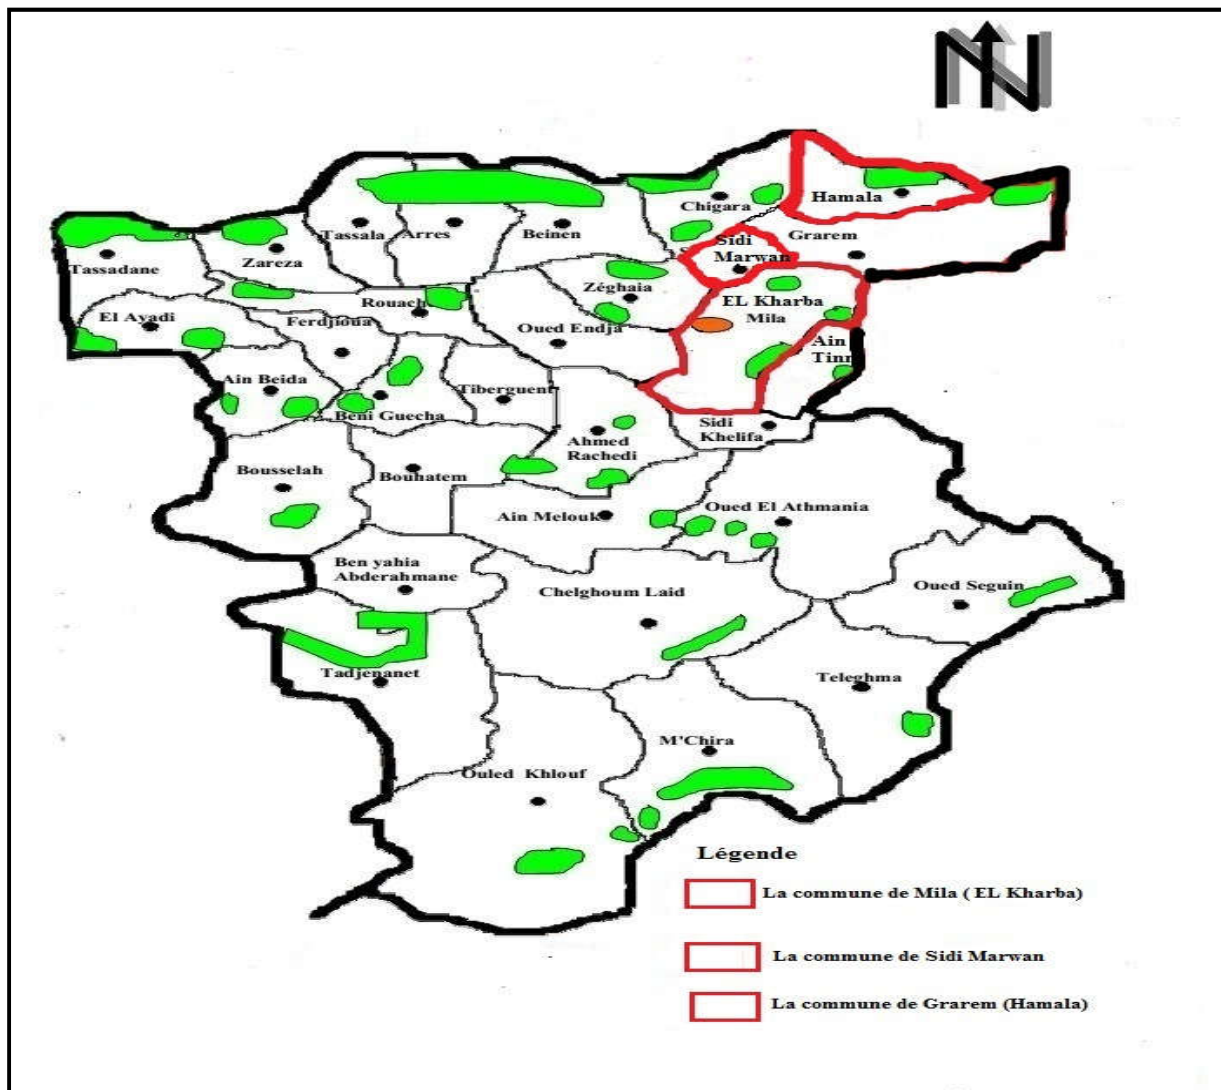 N
Hamala
Chigara
Grarem
Sidi
Marwan
Tassala
Arres
Beinen
Zareza
Tassadane
Zéghaia
Rouach
EL Kharba
Mila
El Ayadi
Ferdjioua
Oued Endja
Ain
Tinn
Ain Beida
Tiberguent
Beni Guecha
Sidi
Khelifa
Ahmed
Rachedi
Bousselah
Bouhatem
Oued El Athmania
Ain Melouk
Ben yahia
Abderahmane
Chelghoum Laid
Oued Seguin
Tadjenanet
Teleghma
M'Chira
Ouled Khlouf
Légende
La commune de Mila ( EL Kharba)
La commune de Sidi Marwan
La commune de Grarem (Hamala)